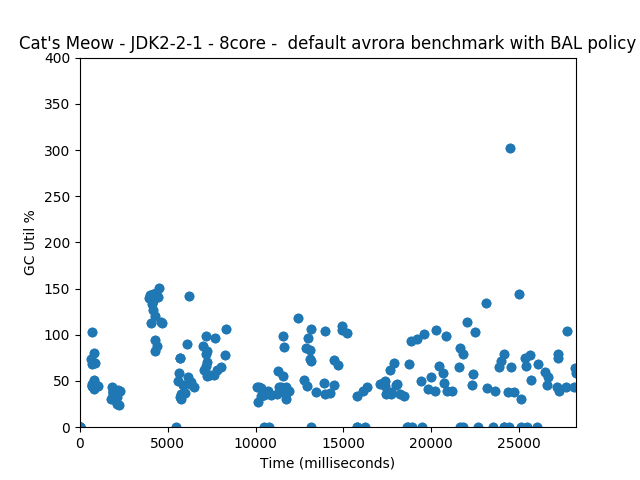 Cat's Meow - JDK2-2-1 - 8core -  default avrora benchmark with BAL policy
400
350
300
250
200
150
100
50
0
GC Util %
0 5000 10000 15000 20000 25000
Time (milliseconds)